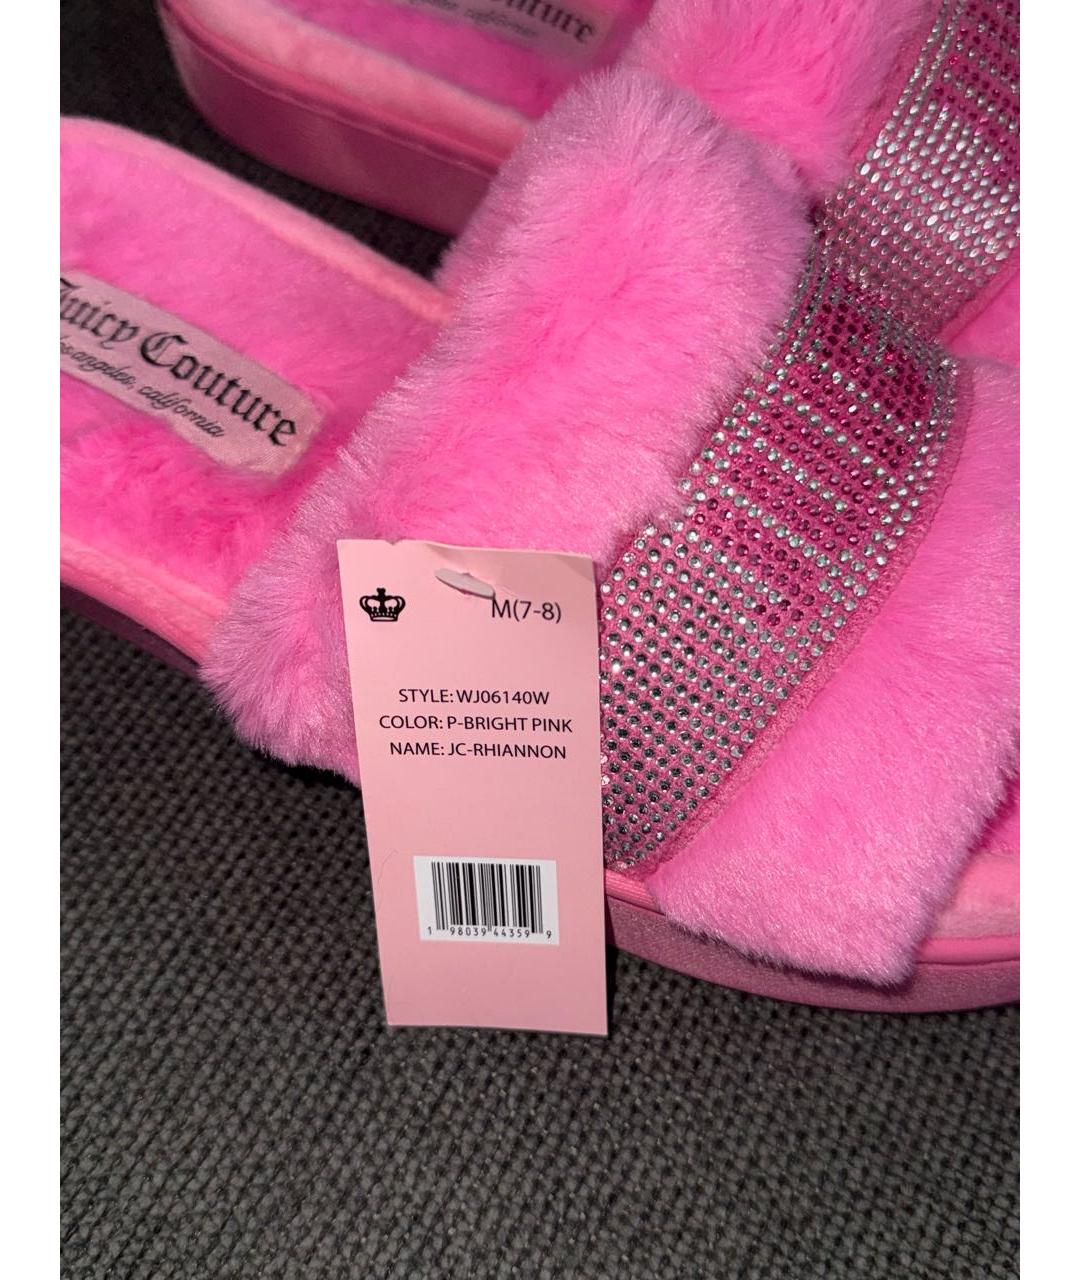 Couture
Juicy Couture
los angeles, california
M(7-8)
STYLE: WJ06140W
COLOR: P-BRIGHT PINK
NAME: JC-RHIANNON
1 98039 44359 9